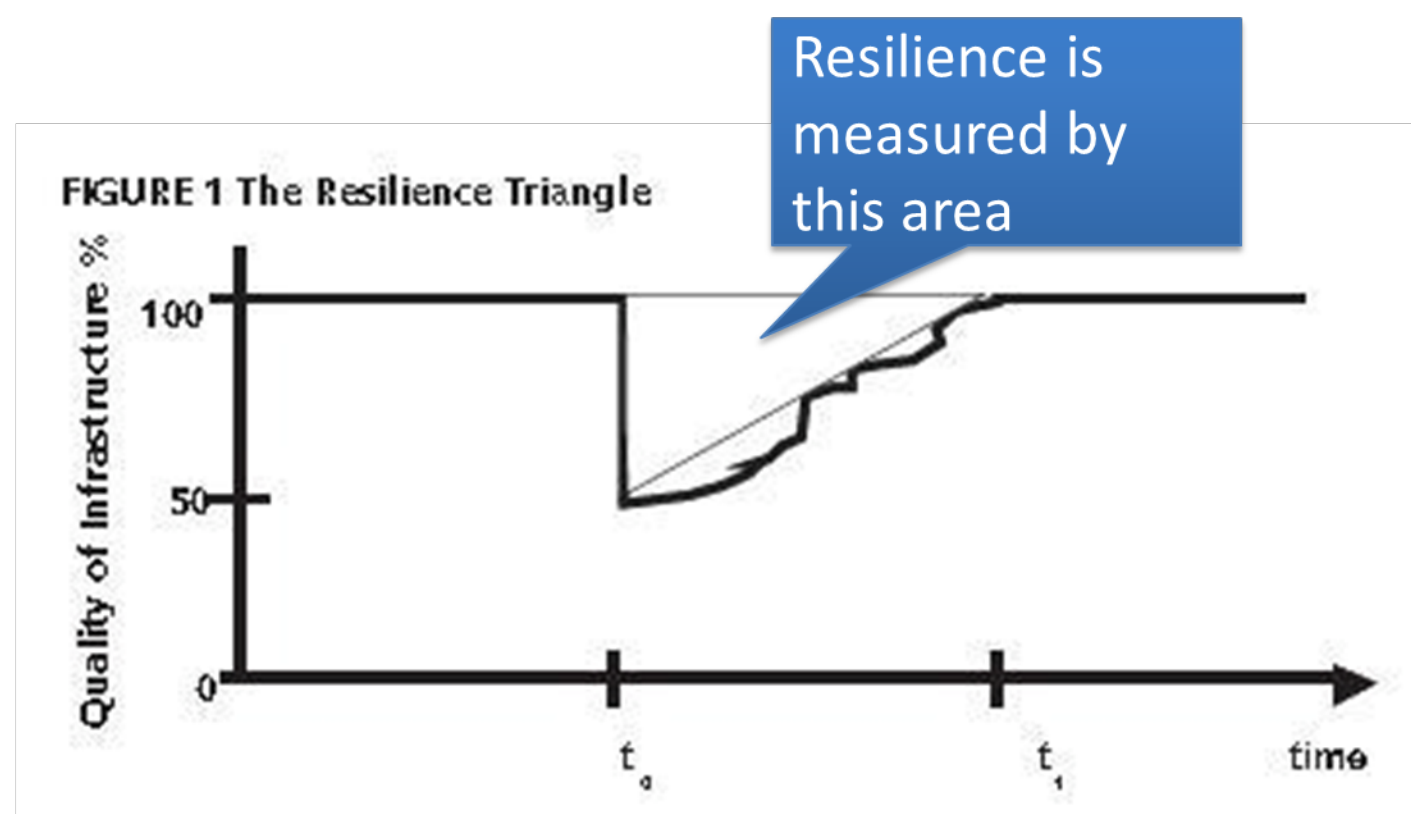 Resilience is
measured by
this area
FIGURE 1 The Resilience Triangle
Quality of Infrastructure %
100
50
0
t₀
t₁
time